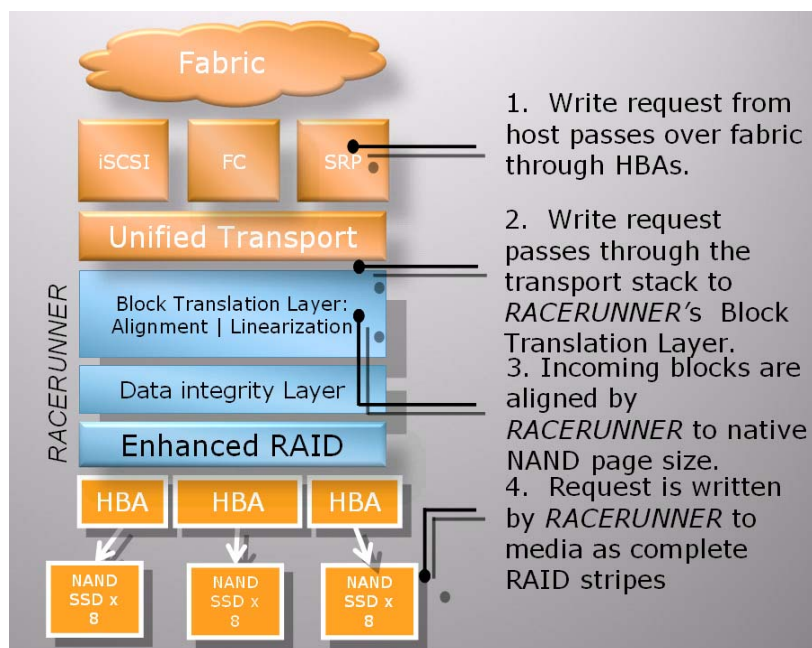 Fabric
iSCSI
FC
SRP
Unified Transport
RACERUNNER
Block Translation Layer:
Alignment | Linearization
Data integrity Layer
Enhanced RAID
HBA
HBA
HBA
NAND
SSD x
8
NAND
SSD x
8
NAND
SSD x
8
1. Write request from
host passes over fabric
through HBAs.
2. Write request
passes through the
transport stack to
RACERUNNER's Block
Translation Layer.
3. Incoming blocks are
aligned by
RACERUNNER to native
NAND page size.
4. Request is written
by RACERUNNER to
media as complete
RAID stripes